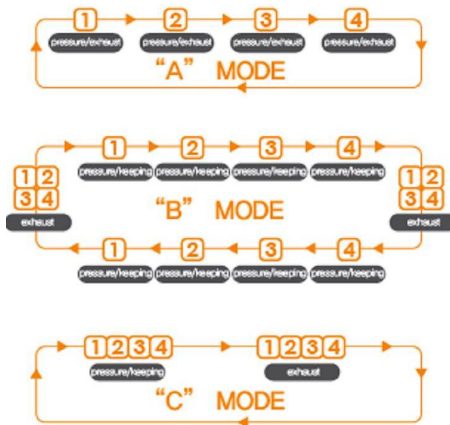 1 2 3 4
pressure/exhaust pressure/exhaust pressure/exhaust pressure/exhaust
“A” MODE
1 2 3 4
pressure/keeping pressure/keeping pressure/keeping pressure/keeping
1 2 1 2
3 4 3 4
“B” MODE
exhaust exhaust
1 2 3 4
pressure/keeping pressure/keeping pressure/keeping pressure/keeping
1 2 3 4 1 2 3 4
pressure/keeping exhaust
“C” MODE